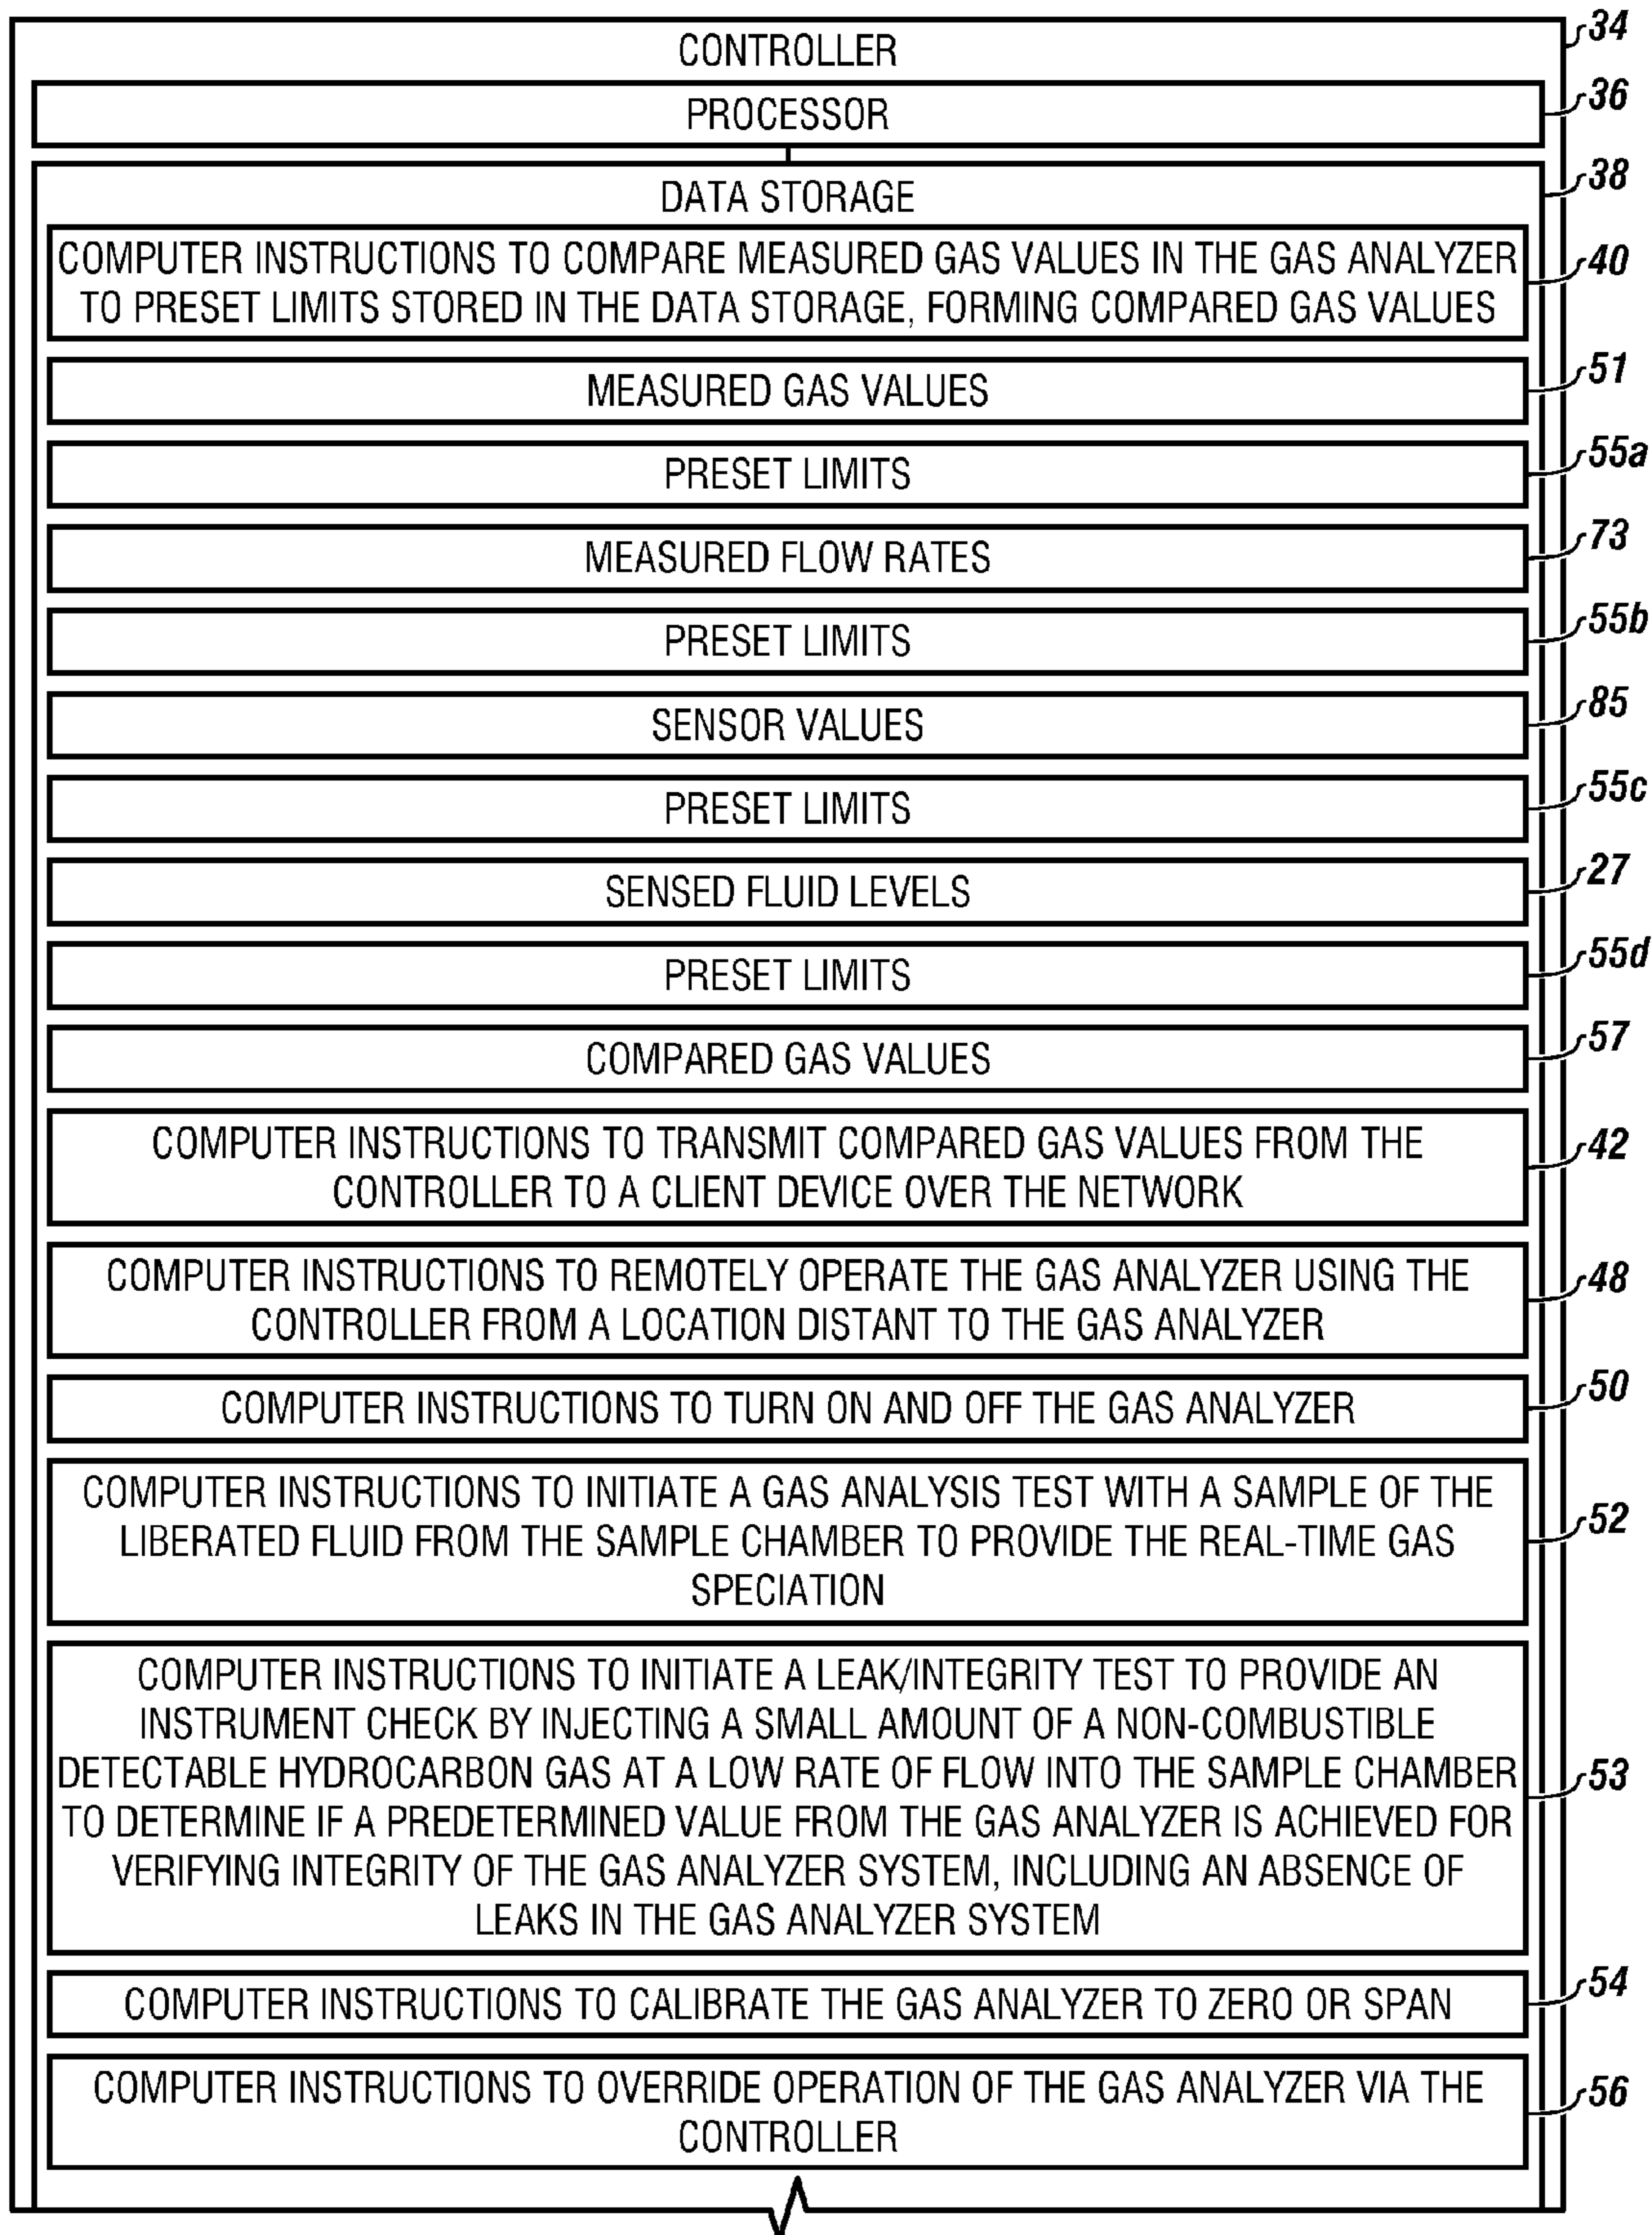 CONTROLLER
34
PROCESSOR
36
DATA STORAGE
38
COMPUTER INSTRUCTIONS TO COMPARE MEASURED GAS VALUES IN THE GAS ANALYZER
TO PRESET LIMITS STORED IN THE DATA STORAGE, FORMING COMPARED GAS VALUES
40
MEASURED GAS VALUES
51
PRESET LIMITS
55a
MEASURED FLOW RATES
73
PRESET LIMITS
55b
SENSOR VALUES
85
PRESET LIMITS
55c
SENSED FLUID LEVELS
27
PRESET LIMITS
55d
COMPARED GAS VALUES
57
COMPUTER INSTRUCTIONS TO TRANSMIT COMPARED GAS VALUES FROM THE
CONTROLLER TO A CLIENT DEVICE OVER THE NETWORK
42
COMPUTER INSTRUCTIONS TO REMOTELY OPERATE THE GAS ANALYZER USING THE
CONTROLLER FROM A LOCATION DISTANT TO THE GAS ANALYZER
48
COMPUTER INSTRUCTIONS TO TURN ON AND OFF THE GAS ANALYZER
50
COMPUTER INSTRUCTIONS TO INITIATE A GAS ANALYSIS TEST WITH A SAMPLE OF THE
LIBERATED FLUID FROM THE SAMPLE CHAMBER TO PROVIDE THE REAL-TIME GAS
SPECIATION
52
COMPUTER INSTRUCTIONS TO INITIATE A LEAK/INTEGRITY TEST TO PROVIDE AN
INSTRUMENT CHECK BY INJECTING A SMALL AMOUNT OF A NON-COMBUSTIBLE
DETECTABLE HYDROCARBON GAS AT A LOW RATE OF FLOW INTO THE SAMPLE CHAMBER
TO DETERMINE IF A PREDETERMINED VALUE FROM THE GAS ANALYZER IS ACHIEVED FOR
VERIFYING INTEGRITY OF THE GAS ANALYZER SYSTEM, INCLUDING AN ABSENCE OF
LEAKS IN THE GAS ANALYZER SYSTEM
53
COMPUTER INSTRUCTIONS TO CALIBRATE THE GAS ANALYZER TO ZERO OR SPAN
54
COMPUTER INSTRUCTIONS TO OVERRIDE OPERATION OF THE GAS ANALYZER VIA THE
CONTROLLER
56